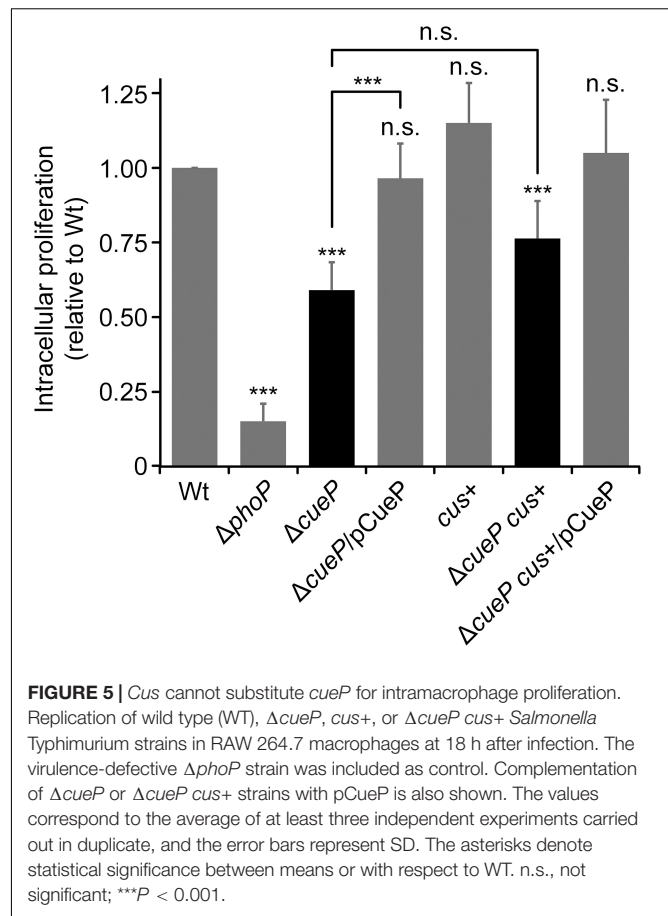 n.s.
***
n.s.
n.s.
n.s.
***
***
***
1.25
1.00
0.75
0.50
0.25
0
Intracellular proliferation
(relative to Wt)
Wt
ΔphoP
ΔcueP
ΔcueP/pCueP
cus+
ΔcueP cus+
ΔcueP cus+/pCueP
FIGURE 5 | Cus cannot substitute cueP for intramacrophage proliferation.
Replication of wild type (WT), ΔcueP, cus+, or ΔcueP cus+ Salmonella
Typhimurium strains in RAW 264.7 macrophages at 18 h after infection. The
virulence-defective ΔphoP strain was included as control. Complementation
of ΔcueP or ΔcueP cus+ strains with pCueP is also shown. The values
correspond to the average of at least three independent experiments carried
out in duplicate, and the error bars represent SD. The asterisks denote
statistical significance between means or with respect to WT. n.s., not
significant; ***P < 0.001.